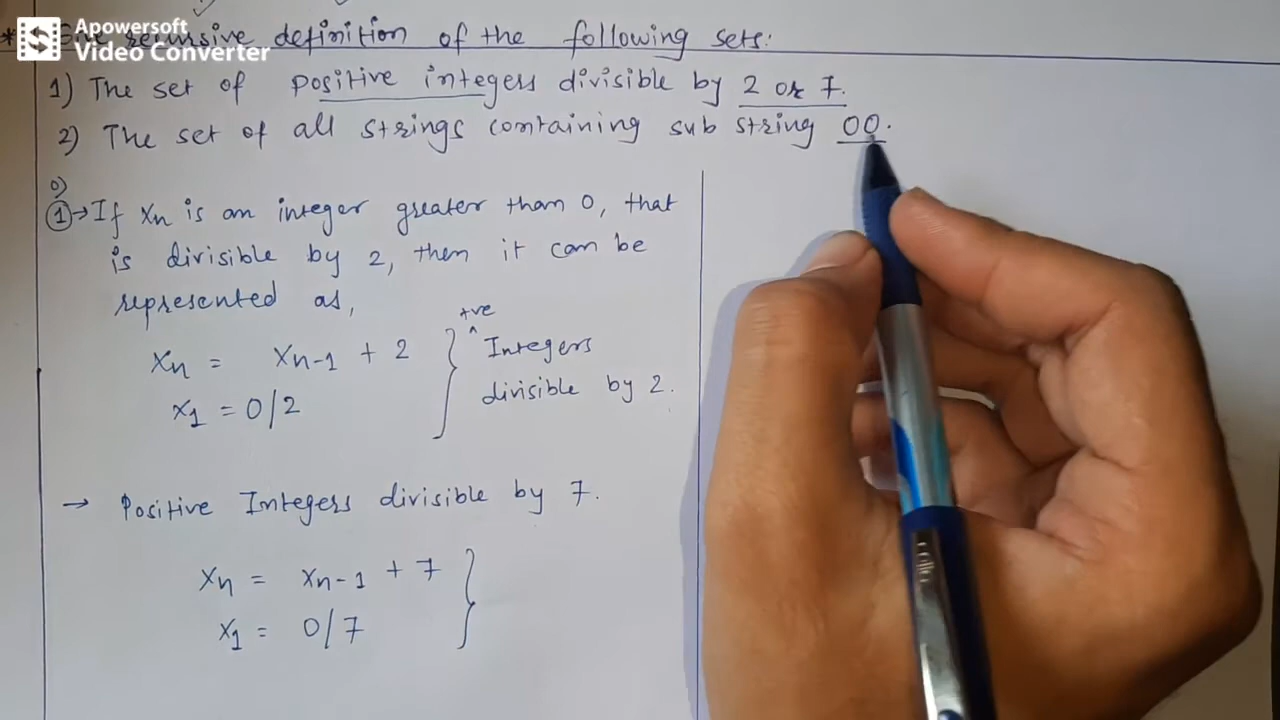 Apowersoft
Video Converter
* recursive definition of the following sets:
1) The set of positive integers divisible by 2 or 7.
2) The set of all strings containing sub string 00.
①→ If xn is an integer greater than 0, that
is divisible by 2, then it can be
represented as,
xn = xn-1 + 2
x1 = 0/2
+ve
^ Integers
divisible by 2.
→ Positive Integers divisible by 7.
xn = xn-1 + 7
x1 = 0/7
cello